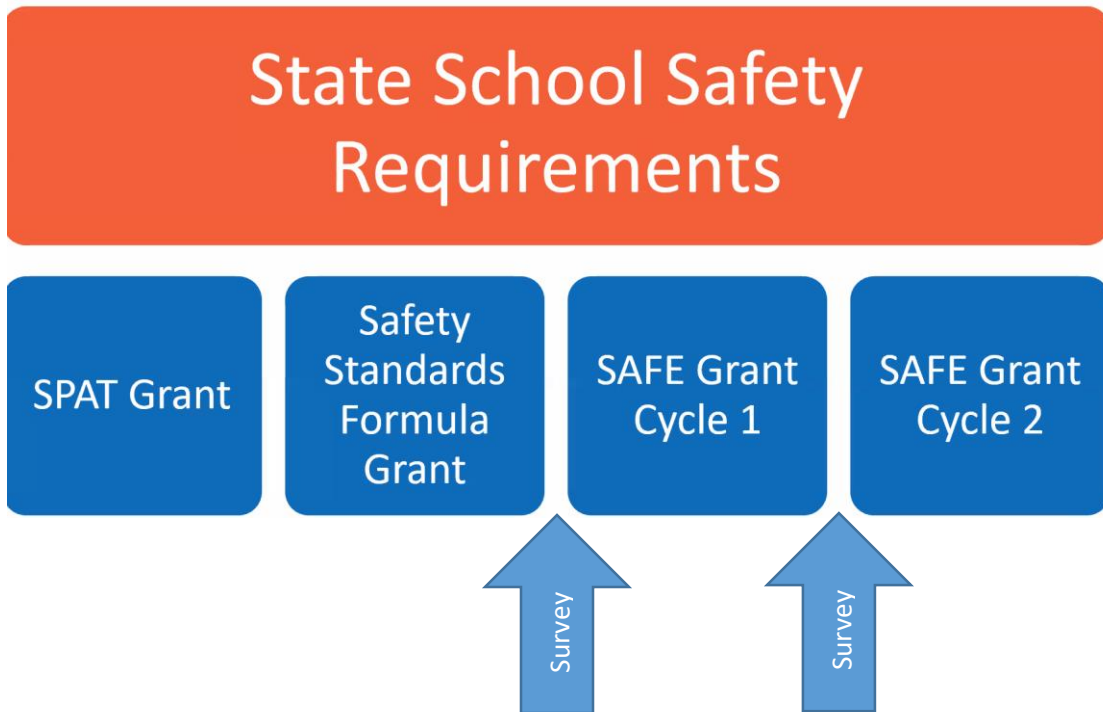 State School Safety
Requirements
SPAT Grant
Safety
Standards
Formula
Grant
SAFE Grant
Cycle 1
SAFE Grant
Cycle 2
Survey
Survey